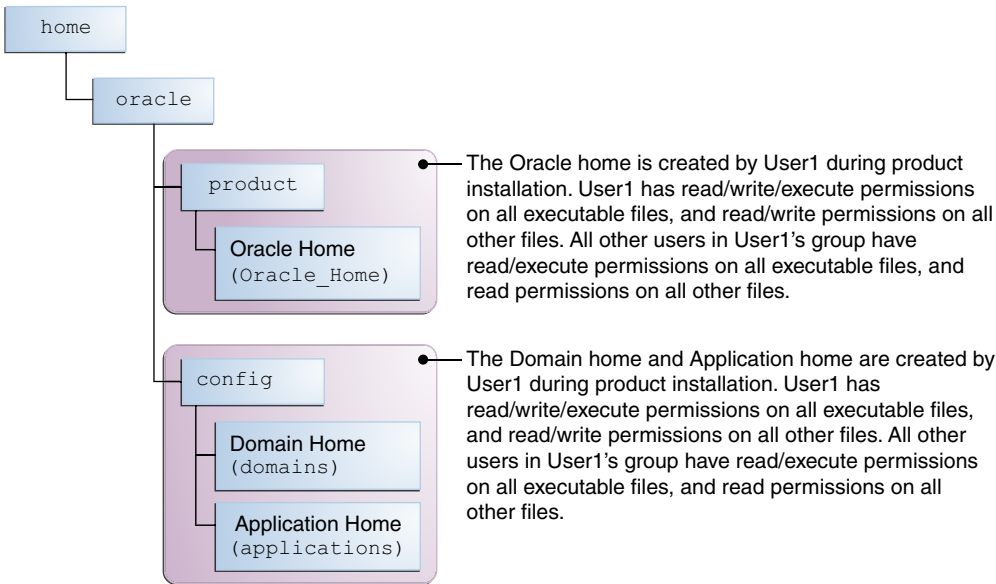 home
oracle
product
Oracle Home
(Oracle_Home)
The Oracle home is created by User1 during product
installation. User1 has read/write/execute permissions
on all executable files, and read/write permissions on all
other files. All other users in User1's group have
read/execute permissions on all executable files, and
read permissions on all other files.
config
Domain Home
(domains)
Application Home
(applications)
The Domain home and Application home are created by
User1 during product installation. User1 has
read/write/execute permissions on all executable files,
and read/write permissions on all other files. All other
users in User1's group have read/execute permissions
on all executable files, and read permissions on all
other files.